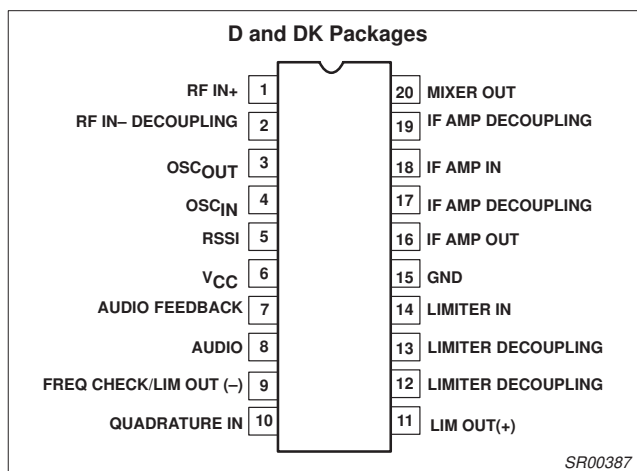 D and DK Packages
RF IN+ 1
RF IN– DECOUPLING 2
OSCOUT 3
OSCIN 4
RSSI 5
VCC 6
AUDIO FEEDBACK 7
AUDIO 8
FREQ CHECK/LIM OUT (–) 9
QUADRATURE IN 10
20 MIXER OUT
19 IF AMP DECOUPLING
18 IF AMP IN
17 IF AMP DECOUPLING
16 IF AMP OUT
15 GND
14 LIMITER IN
13 LIMITER DECOUPLING
12 LIMITER DECOUPLING
11 LIM OUT(+)
SR00387